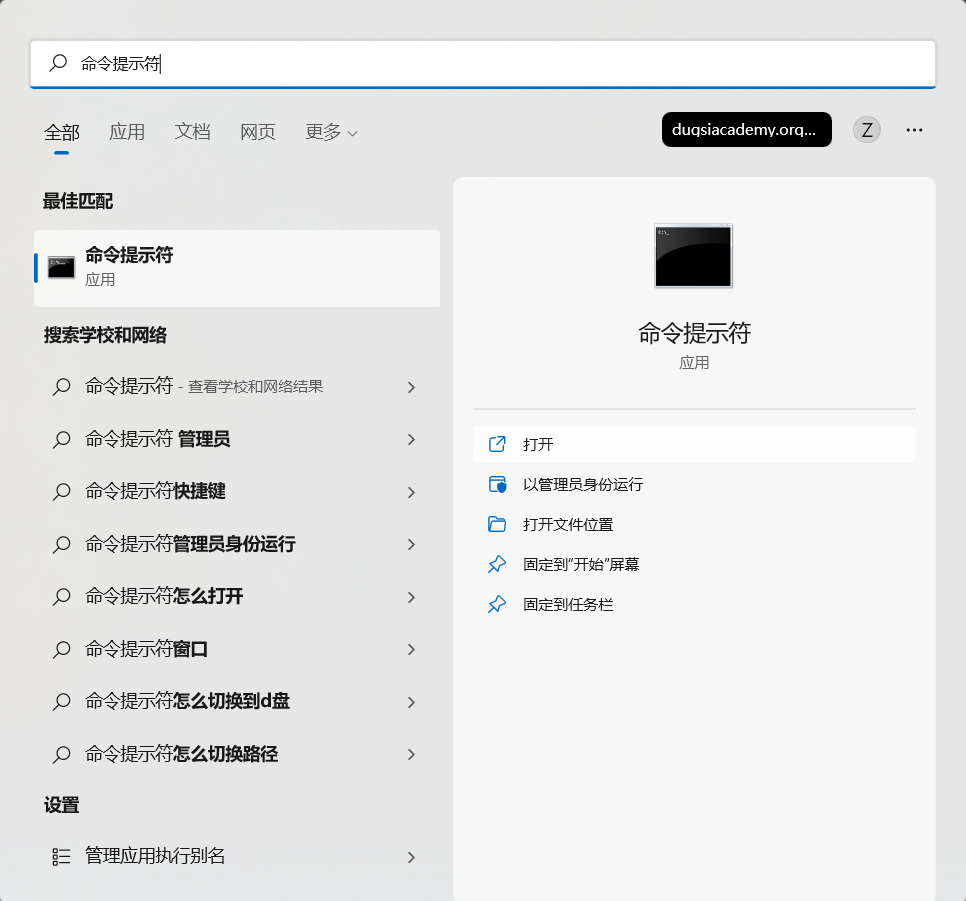 命令提示符
全部 应用 文档 网页 更多
duqsiacademy.orq... Z ...
最佳匹配
命令提示符
应用
搜索学校和网络
命令提示符 - 查看学校和网络结果
命令提示符 管理员
命令提示符快捷键
命令提示符管理员身份运行
命令提示符怎么打开
命令提示符窗口
命令提示符怎么切换到d盘
命令提示符怎么切换路径
设置
管理应用执行别名
命令提示符
应用
打开
以管理员身份运行
打开文件位置
固定到“开始”屏幕
固定到任务栏